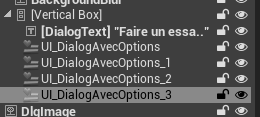 BackgroundBlur
[Vertical Box]
[DialogText] "Faire un essa.."
UI_DialogAvecOptions
UI_DialogAvecOptions_1
UI_DialogAvecOptions_2
UI_DialogAvecOptions_3
DlgImage